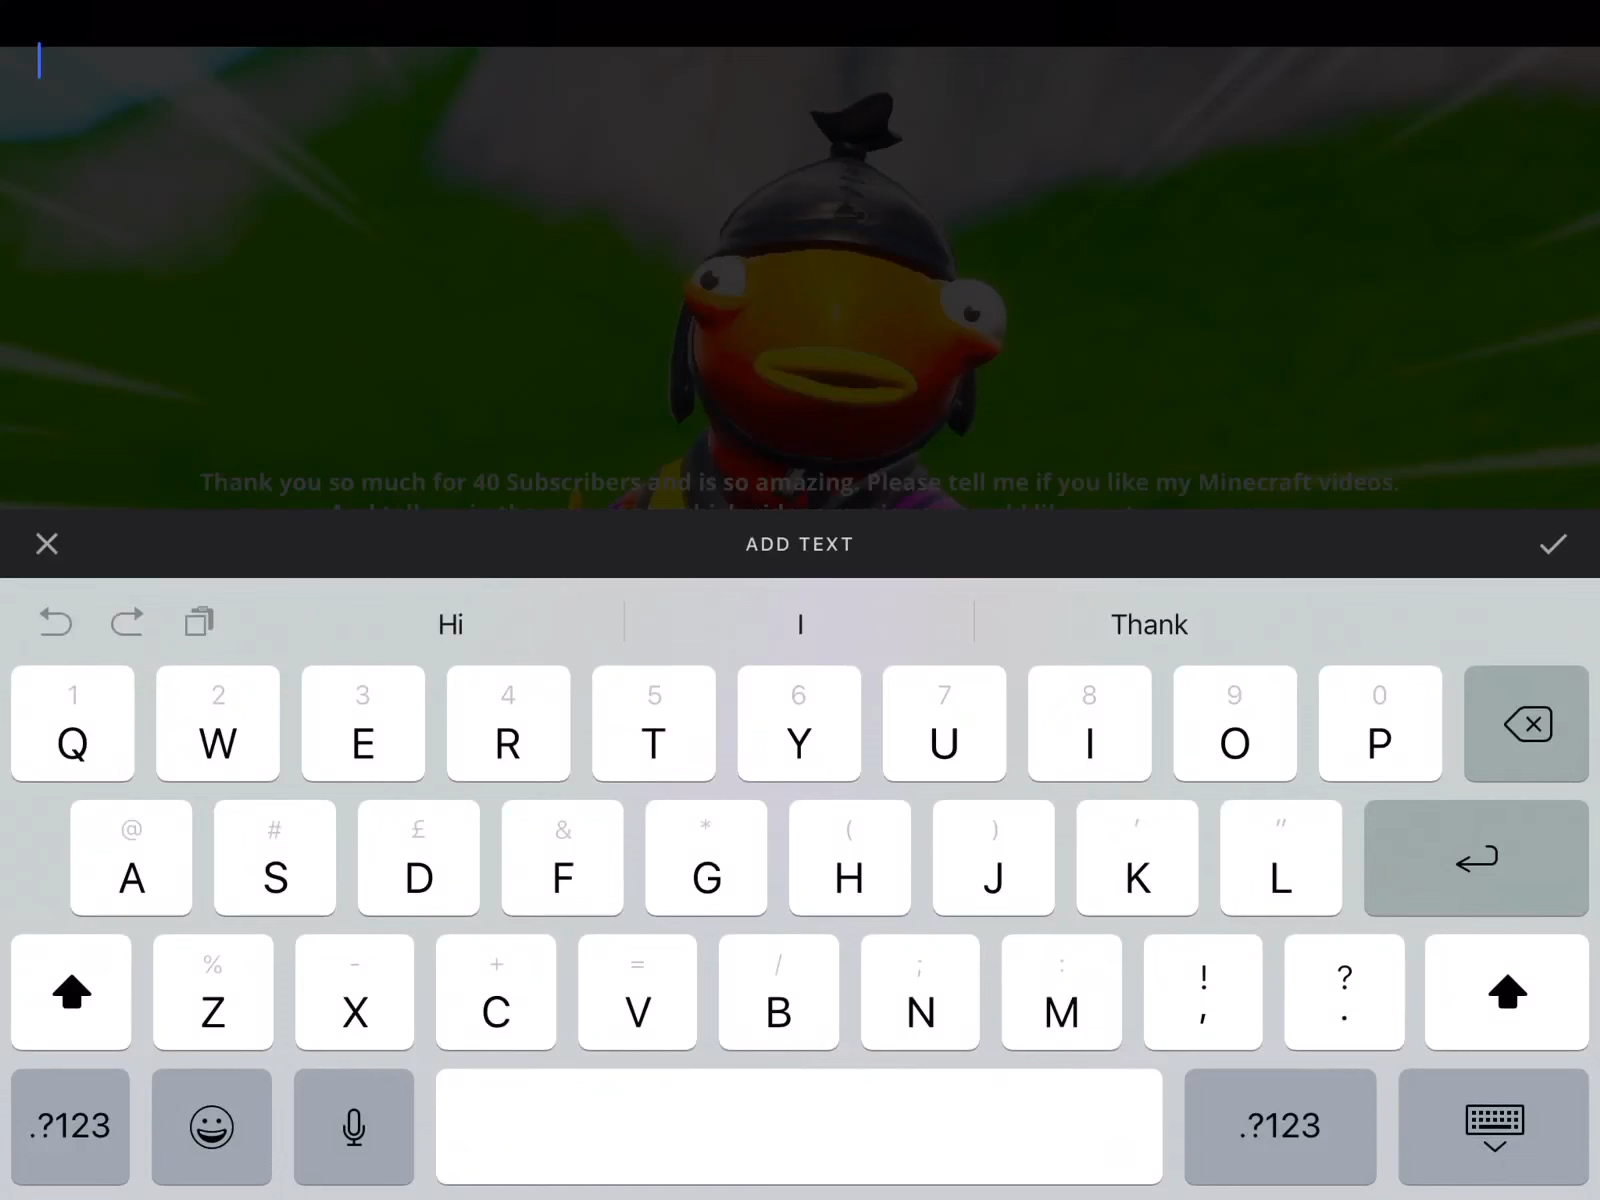 Thank you so much for 40 Subscribers and is so amazing. Please tell me if you like my Minecraft videos.
ADD TEXT
Hi I Thank
1 2 3 4 5 6 7 8 9 0
Q W E R T Y U I O P
@ # £ & * ( ) ' "
A S D F G H J K L
% - + = / ; : ! ?
Z X C V B N M , .
.?123 .?123